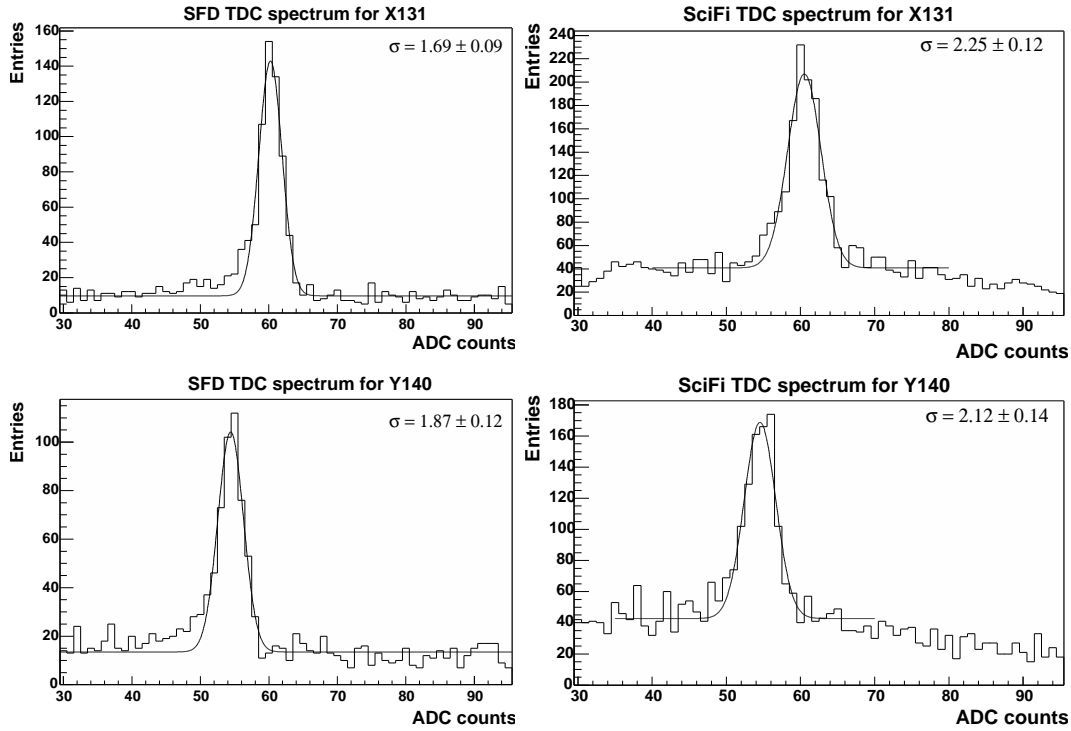 SFD TDC spectrum for X131
Entries
σ = 1.69 ± 0.09
160
140
120
100
80
60
40
20
0
30 40 50 60 70 80 90
ADC counts
SciFi TDC spectrum for X131
Entries
σ = 2.25 ± 0.12
240
220
200
180
160
140
120
100
80
60
40
20
0
30 40 50 60 70 80 90
ADC counts
SFD TDC spectrum for Y140
Entries
σ = 1.87 ± 0.12
100
80
60
40
20
0
30 40 50 60 70 80 90
ADC counts
SciFi TDC spectrum for Y140
Entries
σ = 2.12 ± 0.14
180
160
140
120
100
80
60
40
20
0
30 40 50 60 70 80 90
ADC counts